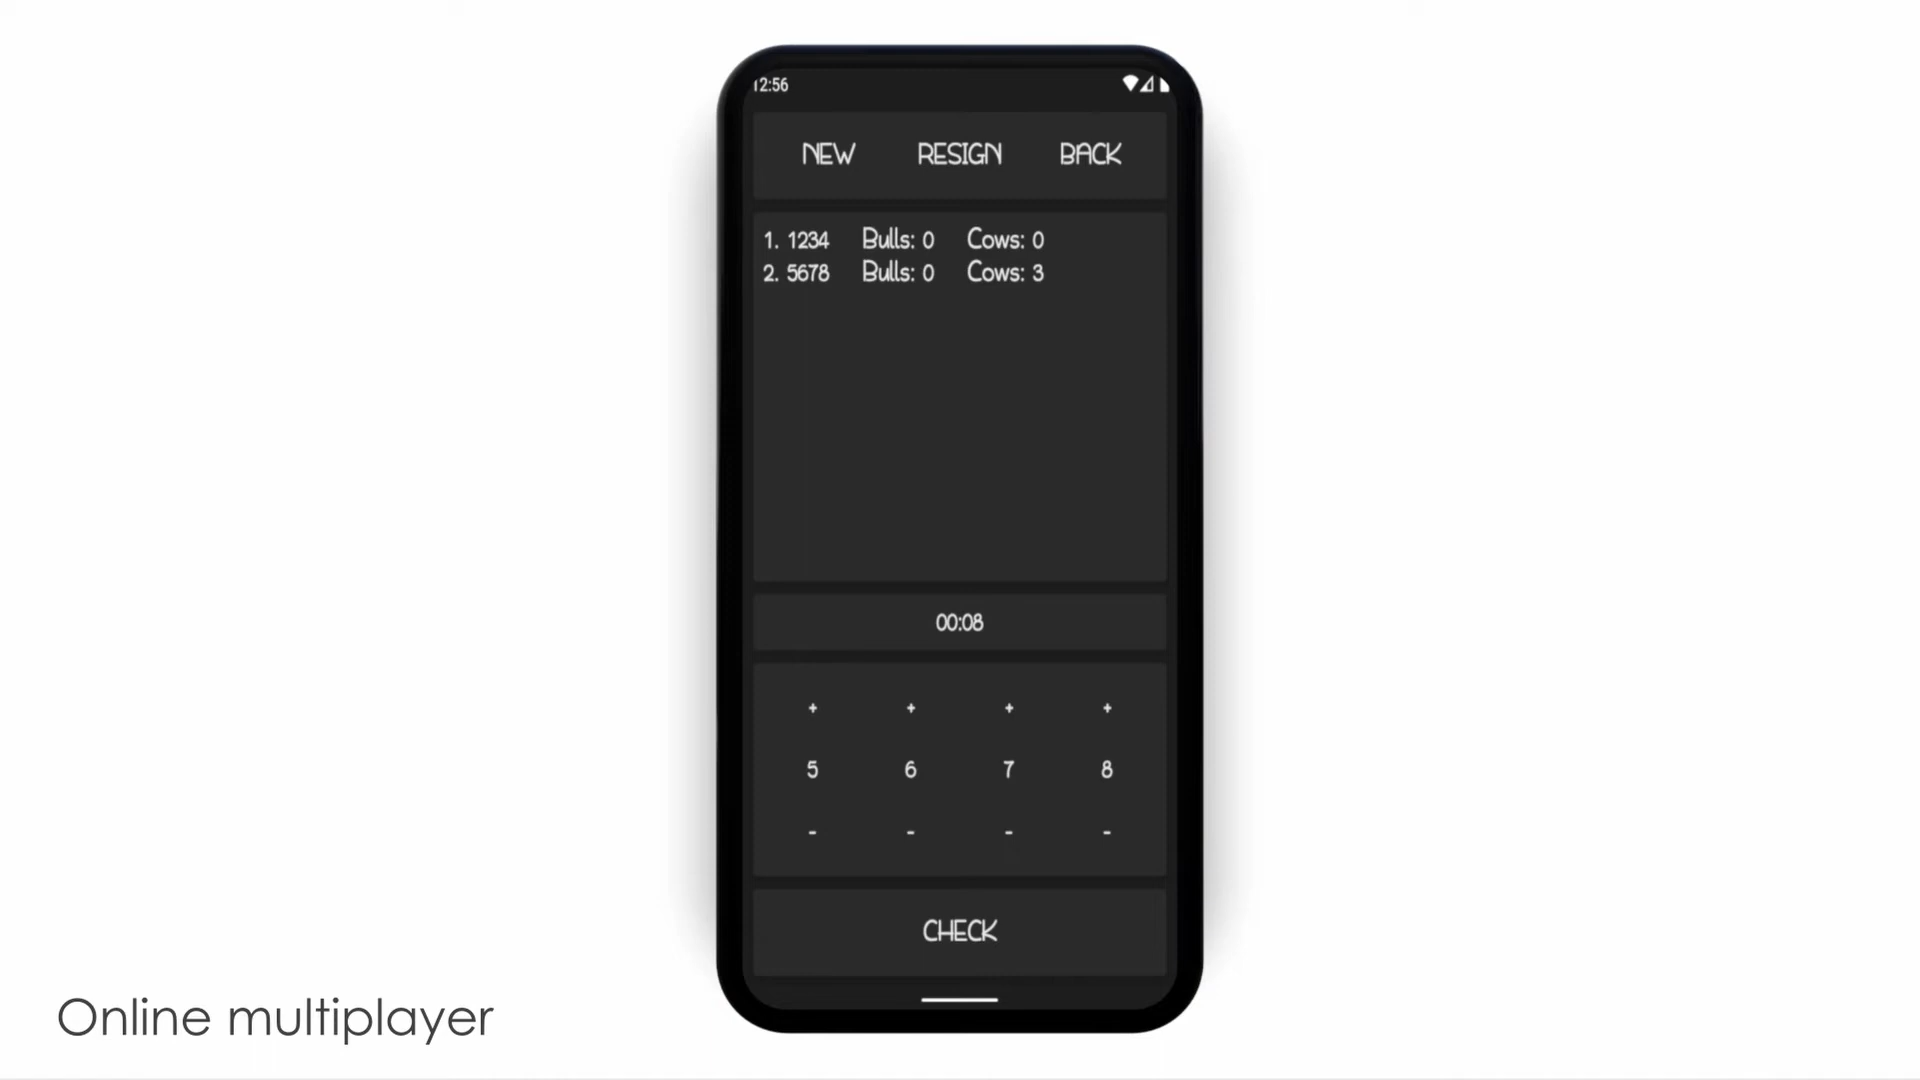 12:56
NEW RESIGN BACK
1. 1234 Bulls: 0 Cows: 0
2. 5678 Bulls: 0 Cows: 3
00:08
+ + + +
5 6 7 8
- - - -
CHECK
Online multiplayer